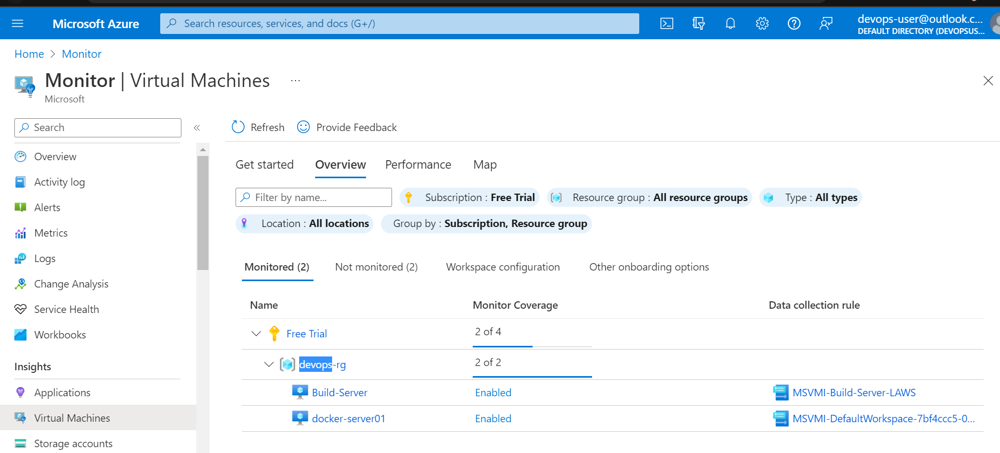 Microsoft Azure
Search resources, services, and docs (G+/)
devops-user@outlook.c...
DEFAULT DIRECTORY (DEVOPSUS...
Home > Monitor
Monitor | Virtual Machines ...
Microsoft
Search
«
Overview
Activity log
Alerts
Metrics
Logs
Change Analysis
Service Health
Workbooks
Insights
Applications
Virtual Machines
Storage accounts
Refresh
Provide Feedback
Get started
Overview
Performance
Map
Filter by name...
Subscription : Free Trial
Resource group : All resource groups
Type : All types
Location : All locations
Group by : Subscription, Resource group
Monitored (2)
Not monitored (2)
Workspace configuration
Other onboarding options
Name
Monitor Coverage
Data collection rule
Free Trial
2 of 4
devops-rg
2 of 2
Build-Server
Enabled
MSVMI-Build-Server-LAWS
docker-server01
Enabled
MSVMI-DefaultWorkspace-7bf4ccc5-0...